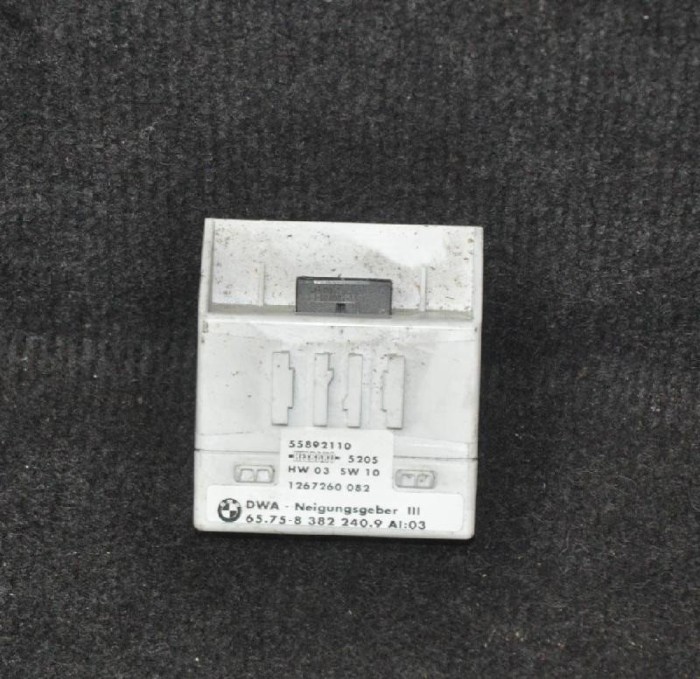 55892110
5205
HW 03 SW 10
1267260 082
DWA - Neigungsgeber III
65.75-8 382 240.9 AI:03